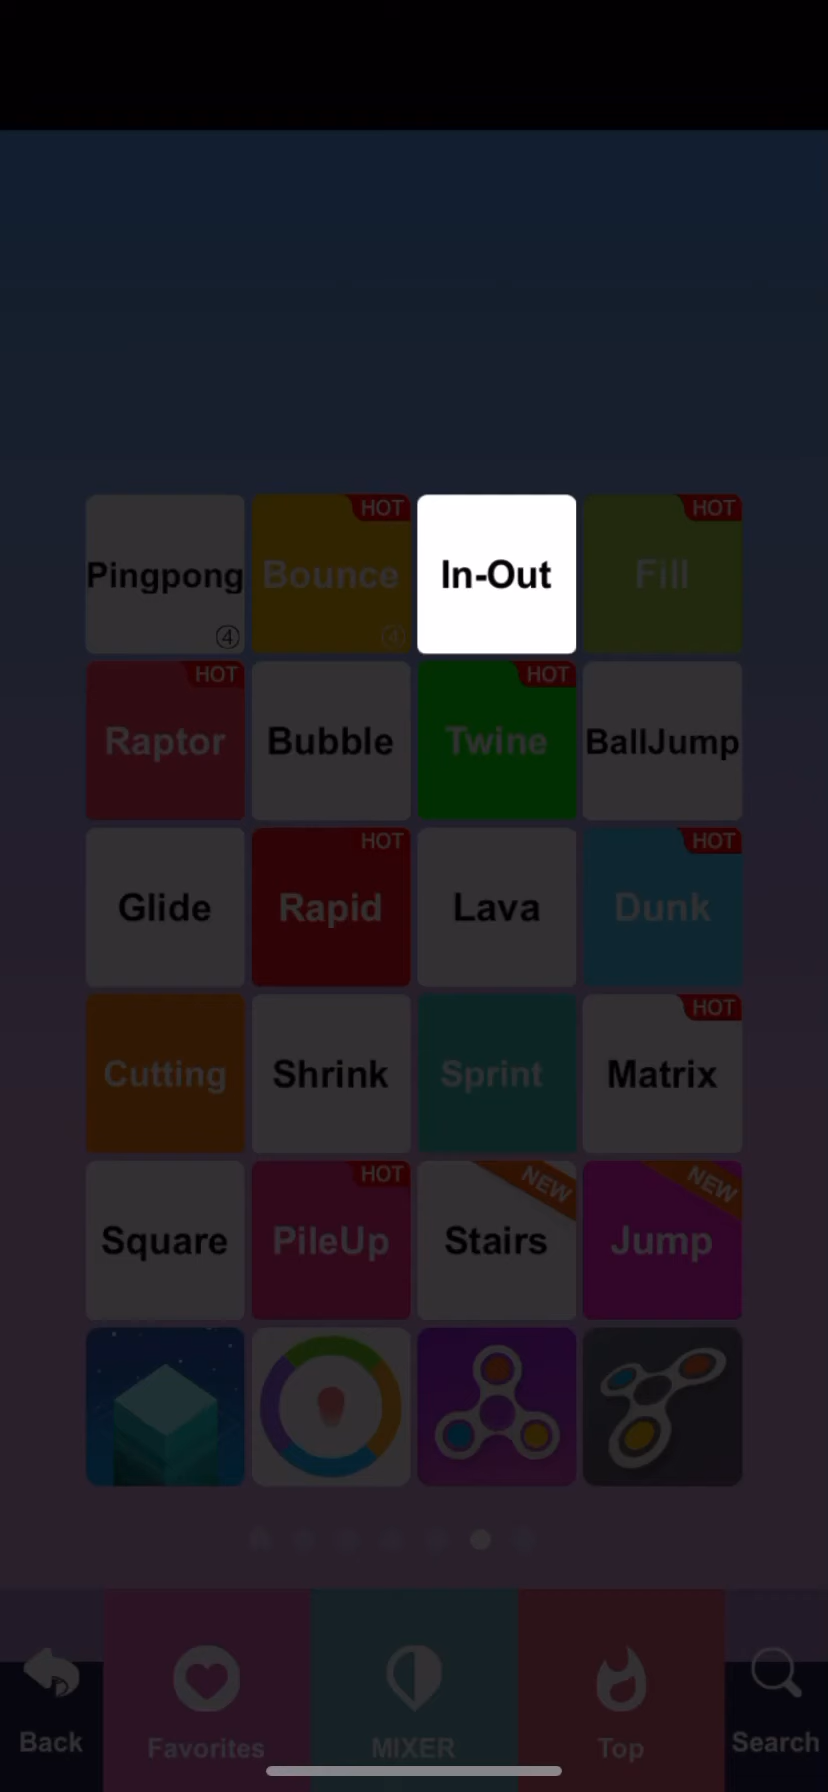 HOT
HOT
Pingpong Bounce In-Out Fill
④ ④
HOT
HOT
Raptor Bubble Twine BallJump
HOT
HOT
Glide Rapid Lava Dunk
HOT
Cutting Shrink Sprint Matrix
HOT
NEW
NEW
Square PileUp Stairs Jump
Back Favorites MIXER Top Search